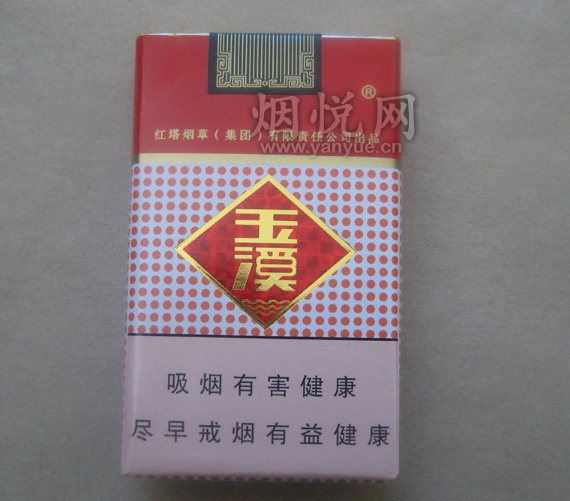 烟悦网
®
www.yanyue.cn
红塔烟草（集团）有限责任公司出品
玉溪
吸烟有害健康
尽早戒烟有益健康